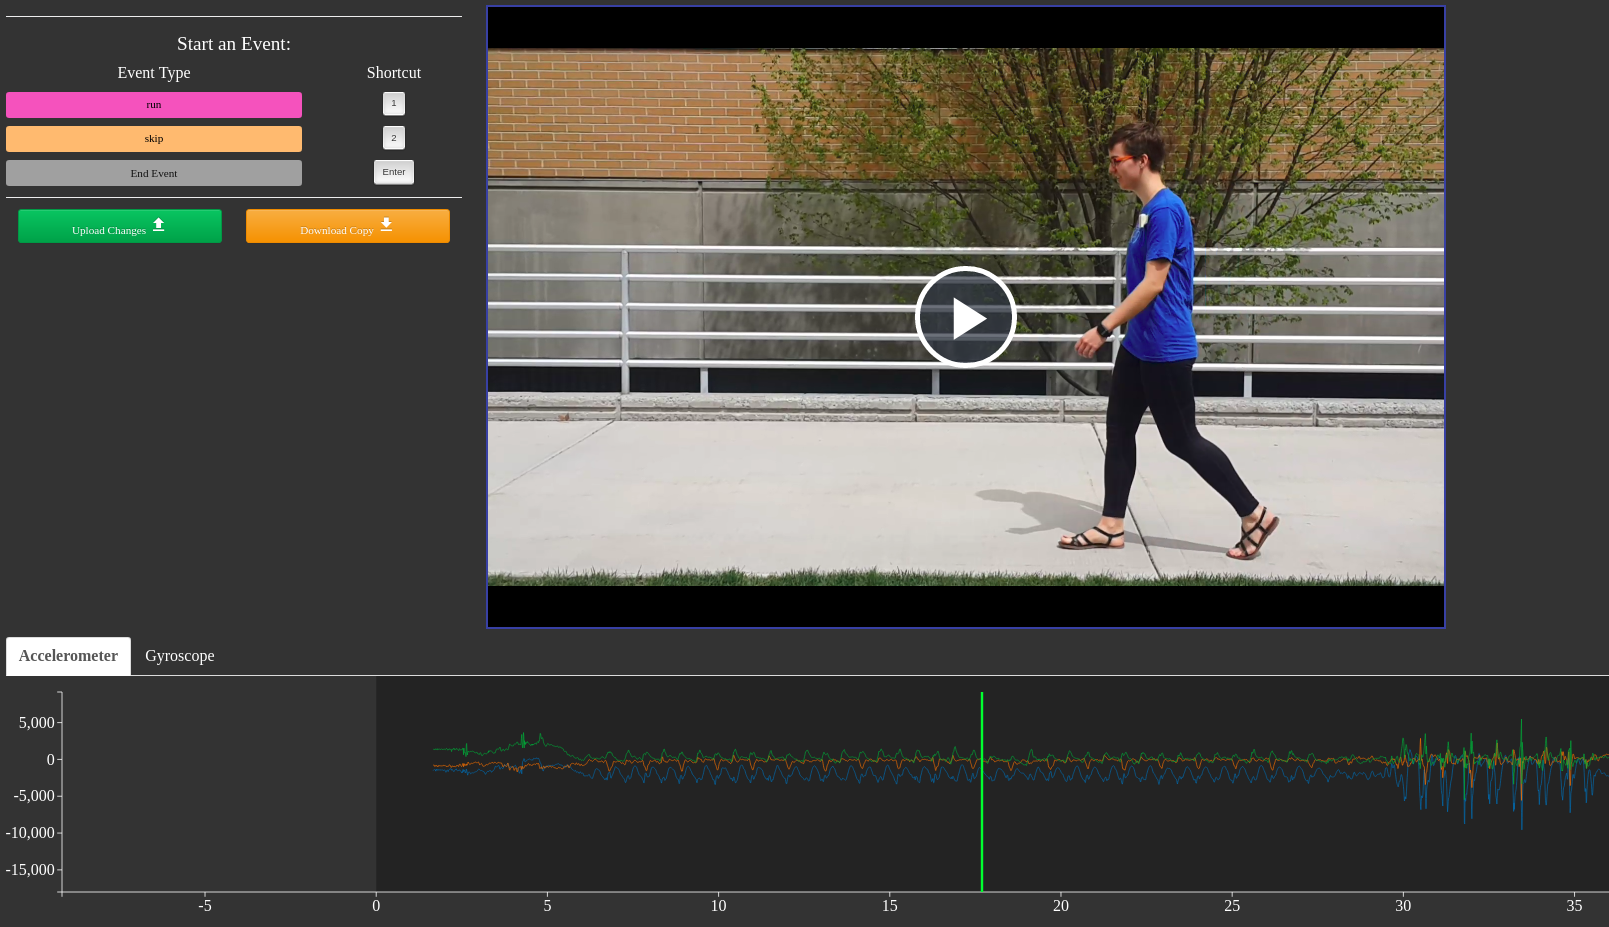 Start an Event:
Event Type Shortcut
run 1
skip 2
End Event Enter
Upload Changes Download Copy
Accelerometer Gyroscope
5,000
0
-5,000
-10,000
-15,000
-5 0 5 10 15 20 25 30 35